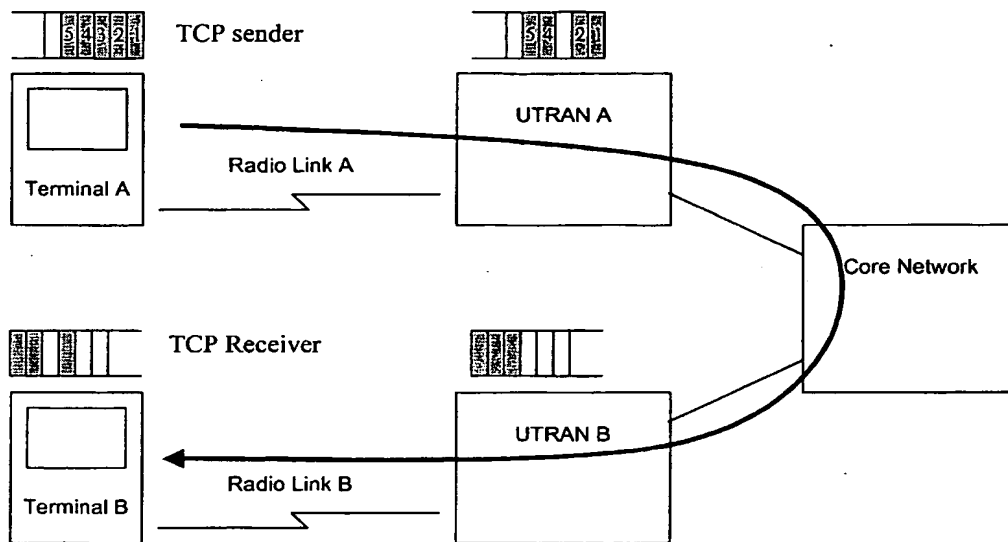 5 4 3 2 1
TCP sender
5 4 2 1
UTRAN A
Radio Link A
Terminal A
Core Network
TCP Receiver
UTRAN B
Radio Link B
Terminal B